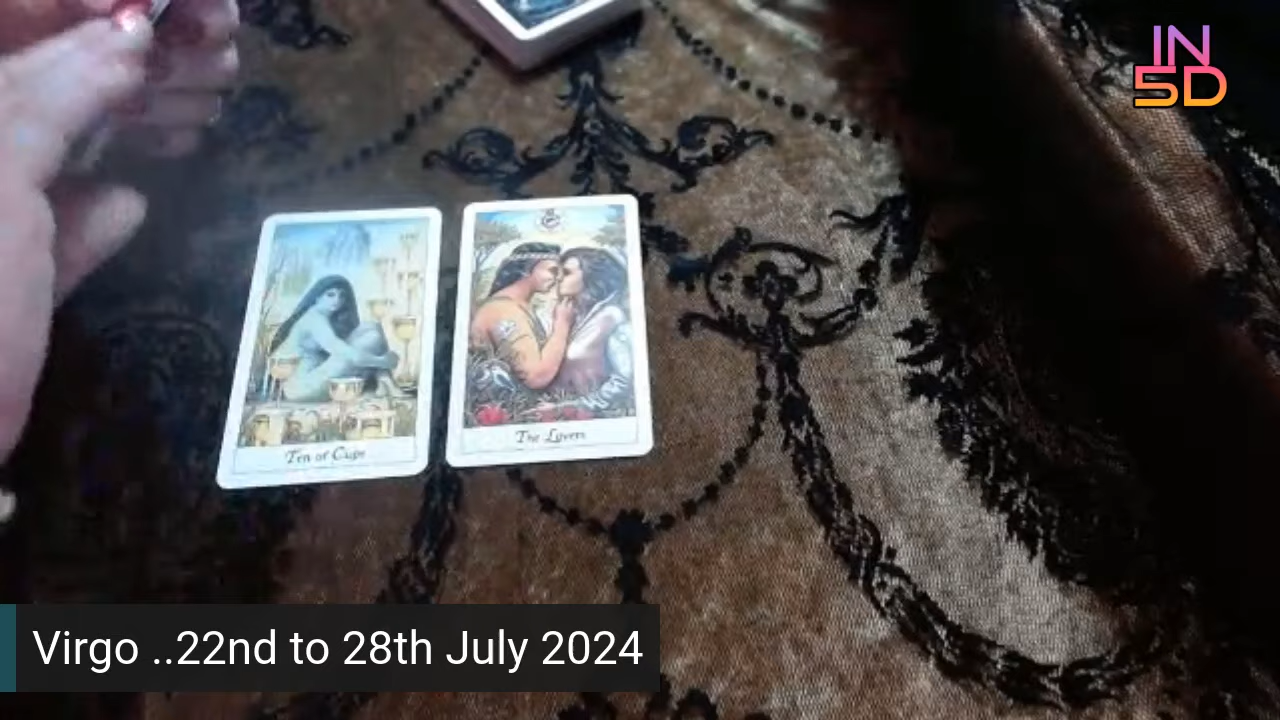 IN
5D
Ten of Cups
The Lovers
Virgo ..22nd to 28th July 2024